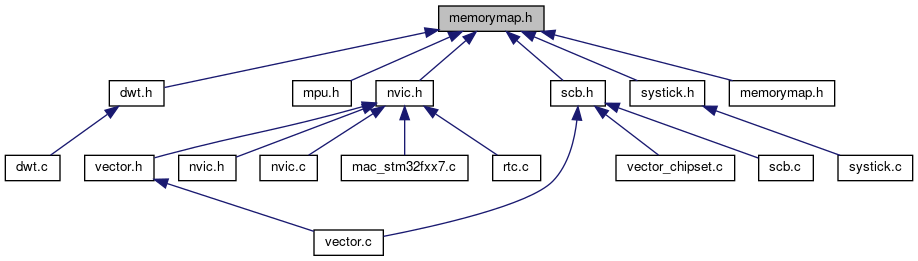 memorymap.h
dwt.h
mpu.h
nvic.h
scb.h
systick.h
memorymap.h
dwt.c
vector.h
nvic.h
nvic.c
mac_stm32fxx7.c
rtc.c
vector_chipset.c
scb.c
systick.c
vector.c